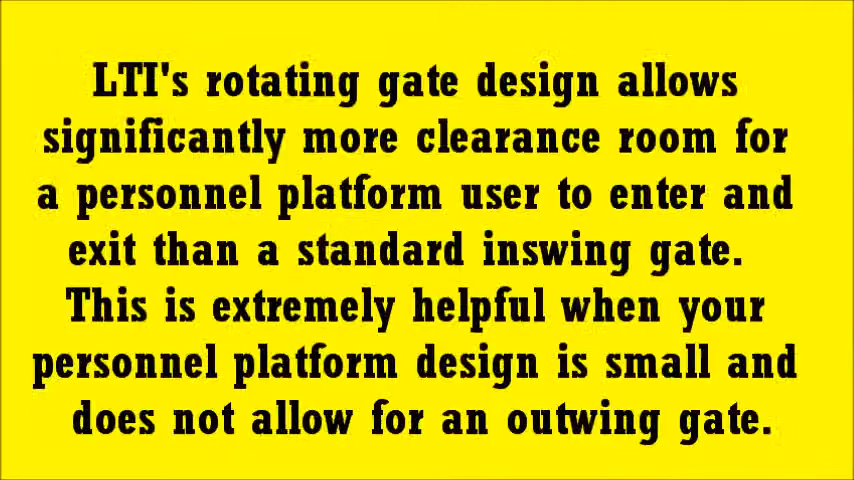 LTI's rotating gate design allows
significantly more clearance room for
a personnel platform user to enter and
exit than a standard inswing gate.
This is extremely helpful when your
personnel platform design is small and
does not allow for an outwing gate.